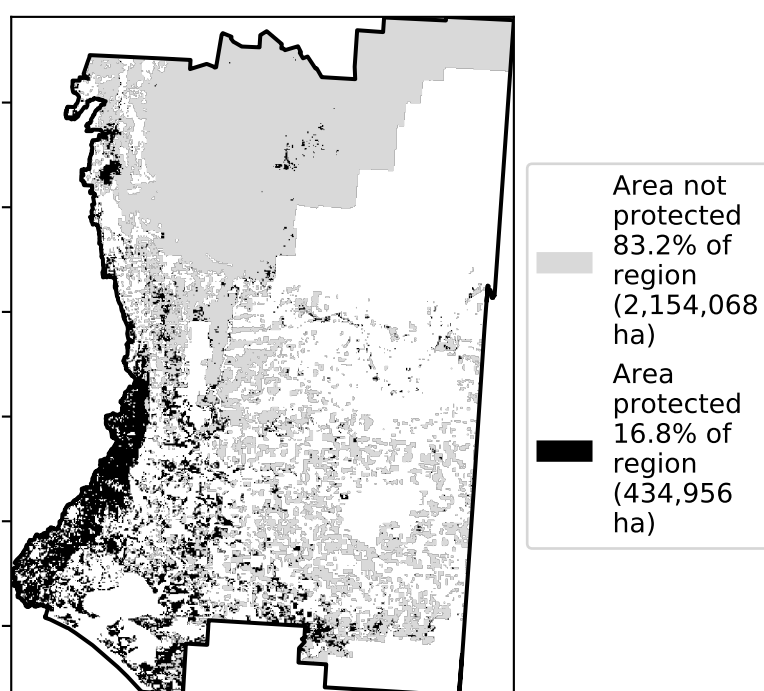 Area not
protected
83.2% of
region
(2,154,068
ha)
Area
protected
16.8% of
region
(434,956
ha)